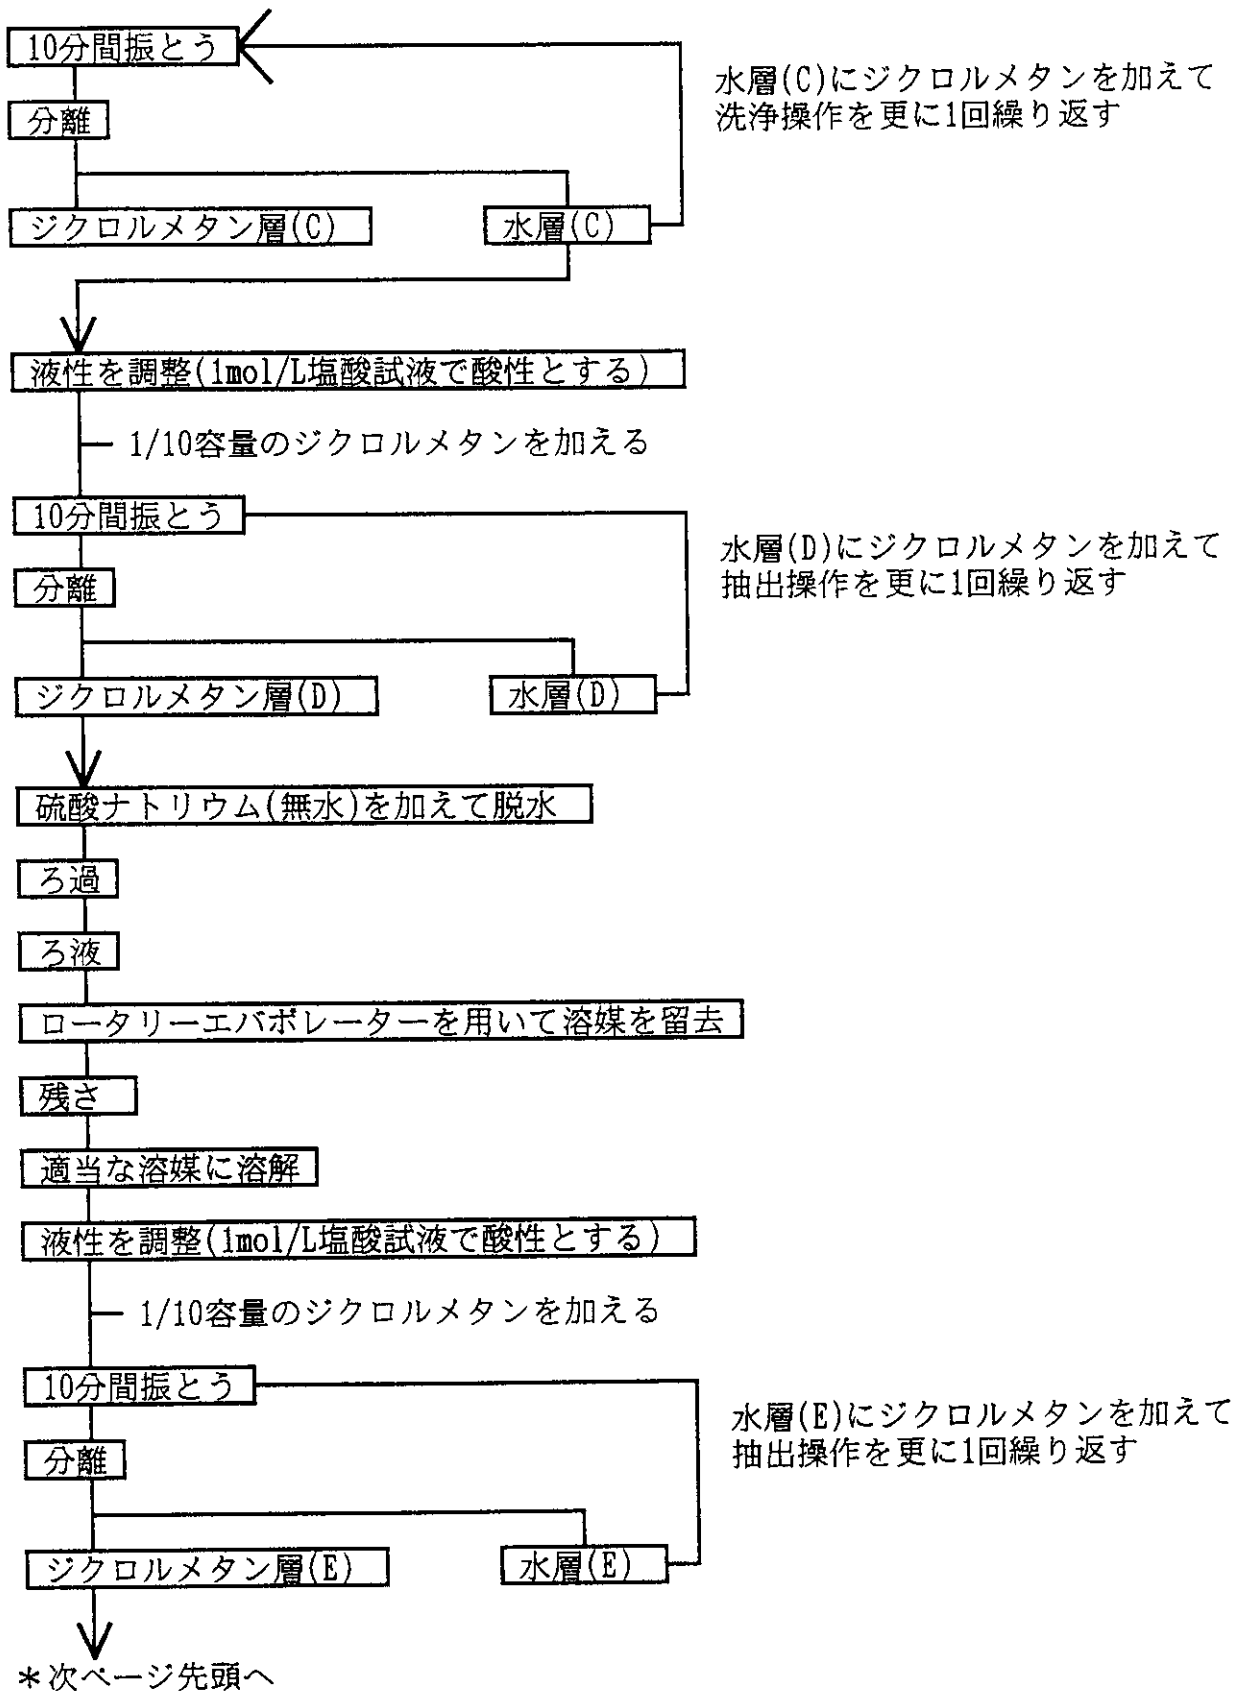 10分間振とう
水層(C)にジクロルメタンを加えて
洗浄操作を更に1回繰り返す
分離
ジクロルメタン層(C)
水層(C)
液性を調整(1mol/L塩酸試液で酸性とする)
1/10容量のジクロルメタンを加える
10分間振とう
水層(D)にジクロルメタンを加えて
抽出操作を更に1回繰り返す
分離
ジクロルメタン層(D)
水層(D)
硫酸ナトリウム(無水)を加えて脱水
ろ過
ろ液
ロータリーエバポレーターを用いて溶媒を留去
残さ
適当な溶媒に溶解
液性を調整(1mol/L塩酸試液で酸性とする)
1/10容量のジクロルメタンを加える
10分間振とう
水層(E)にジクロルメタンを加えて
抽出操作を更に1回繰り返す
分離
ジクロルメタン層(E)
水層(E)
*次ページ先頭へ